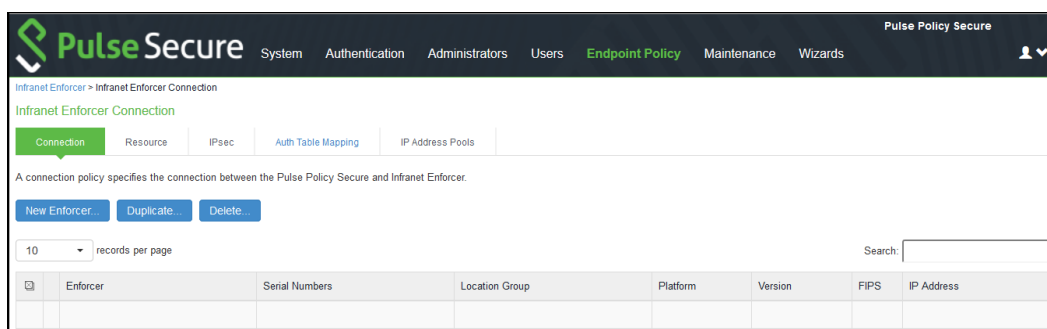 Pulse Policy Secure
Pulse Secure System Authentication Administrators Users Endpoint Policy Maintenance Wizards
Infranet Enforcer > Infranet Enforcer Connection
Infranet Enforcer Connection
Connection Resource IPsec Auth Table Mapping IP Address Pools
A connection policy specifies the connection between the Pulse Policy Secure and Infranet Enforcer.
New Enforcer... Duplicate... Delete...
10 records per page Search:
Enforcer Serial Numbers Location Group Platform Version FIPS IP Address